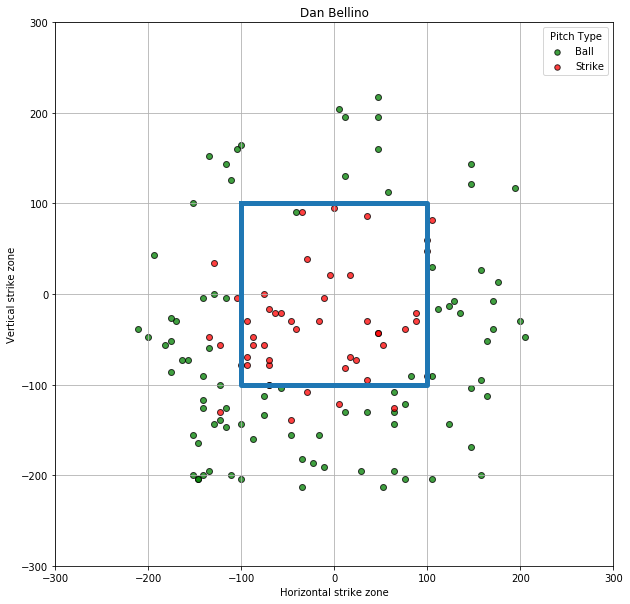 Dan Bellino
Pitch Type
Ball
Strike
300
200
100
0
−100
−200
−300
Vertical strike zone
−300 −200 −100 0 100 200 300
Horizontal strike zone